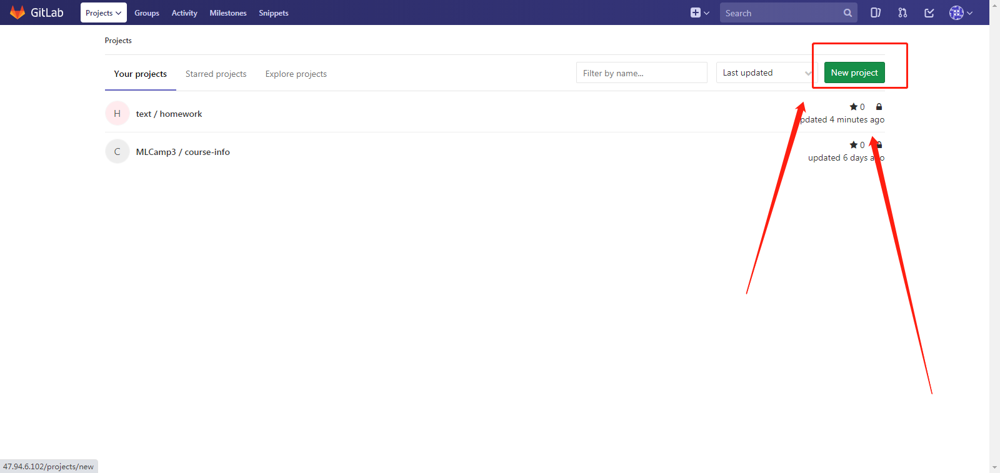 GitLab Projects Groups Activity Milestones Snippets Search
Projects
Your projects Starred projects Explore projects Filter by name... Last updated New project
H text / homework 0
pdated 4 minutes ago
C MLCamp3 / course-info 0
updated 6 days ago
47.94.6.102/projects/new